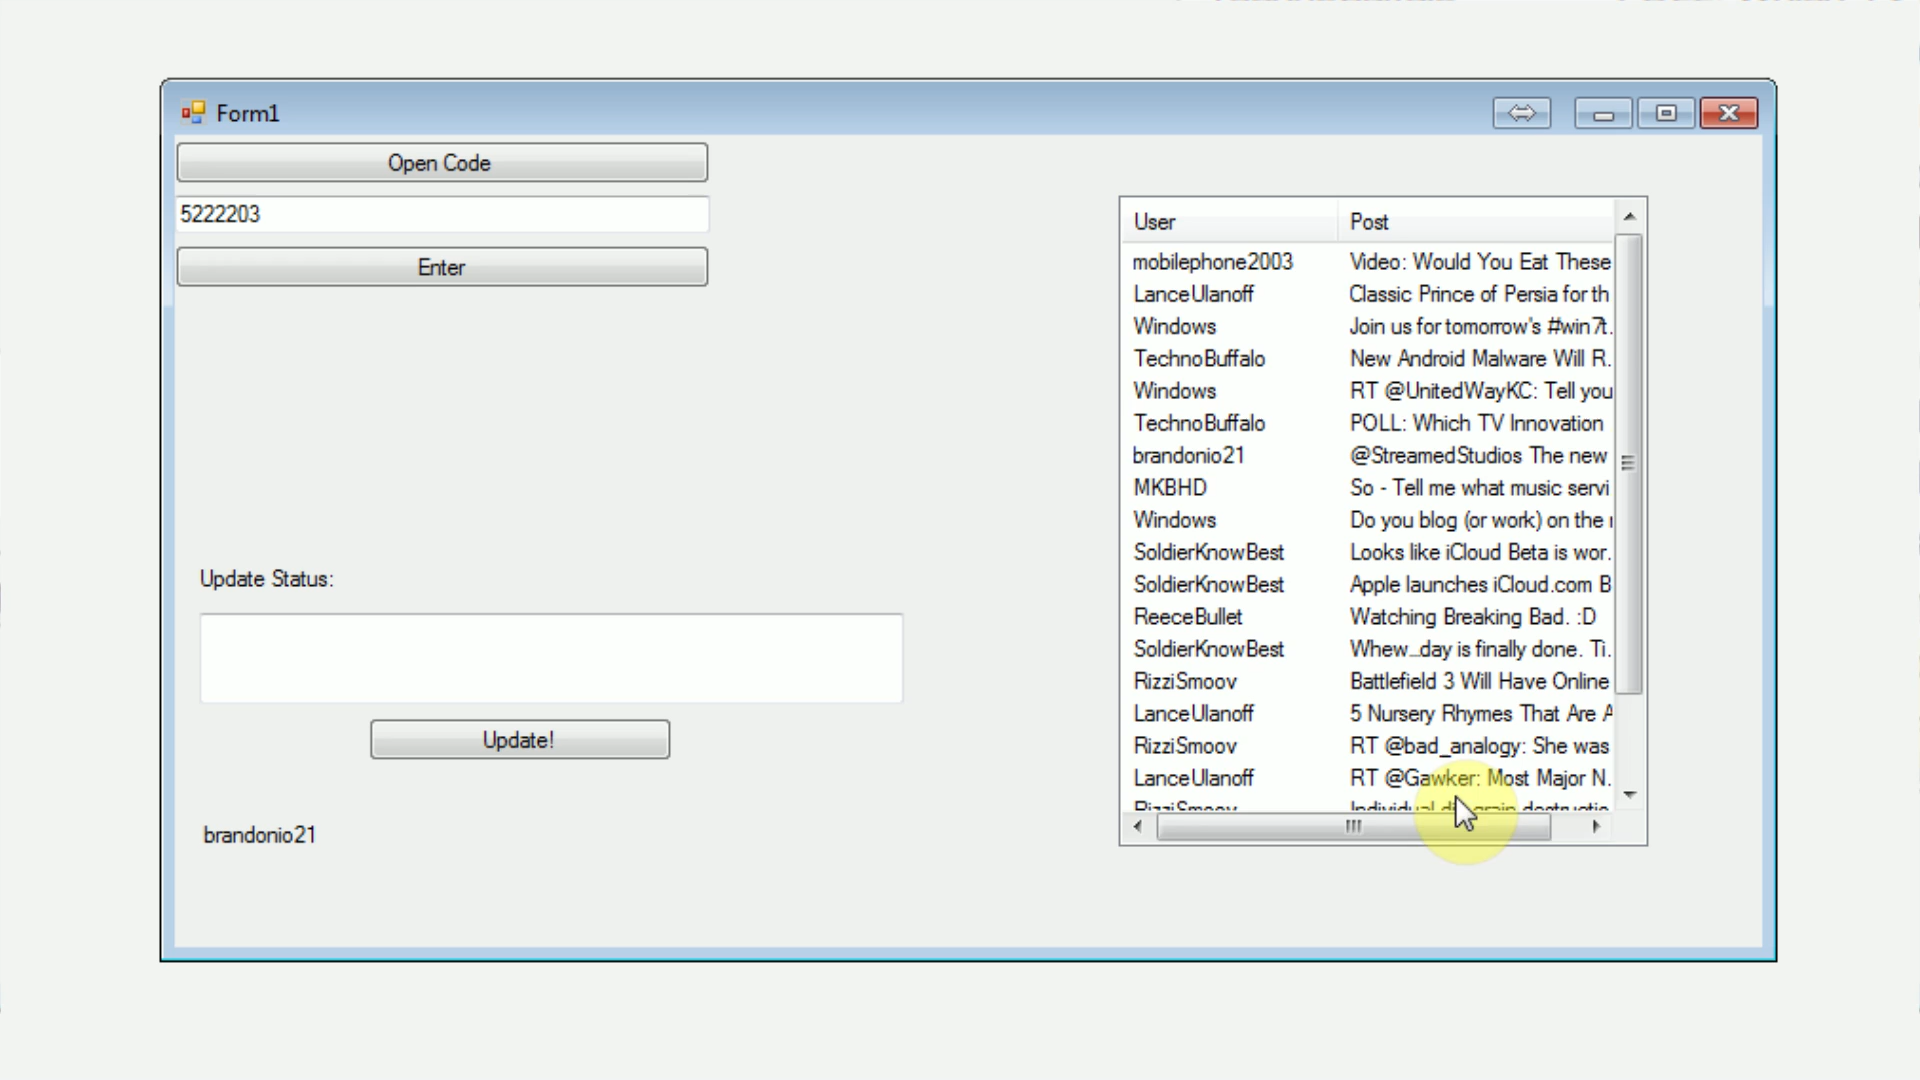 Form1
Open Code
5222203
Enter
Update Status:
Update!
brandonio21
User Post
mobilephone2003 Video: Would You Eat These
LanceUlanoff Classic Prince of Persia for th
Windows Join us for tomorrow's #win7t.
TechnoBuffalo New Android Malware Will R.
Windows RT @UnitedWayKC: Tell you
TechnoBuffalo POLL: Which TV Innovation
brandonio21 @StreamedStudios The new
MKBHD So - Tell me what music servi
Windows Do you blog (or work) on the
SoldierKnowBest Looks like iCloud Beta is wor.
SoldierKnowBest Apple launches iCloud.com B
ReeceBullet Watching Breaking Bad. :D
SoldierKnowBest Whew...day is finally done. Ti.
RizziSmoov Battlefield 3 Will Have Online
LanceUlanoff 5 Nursery Rhymes That Are A
RizziSmoov RT @bad_analogy: She was
LanceUlanoff RT @Gawker: Most Major N.
RizziSmoov Individual